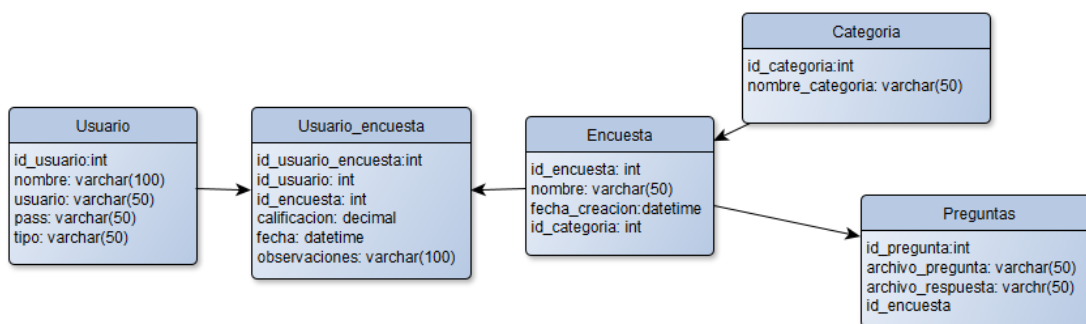 Categoria
id_categoria:int
nombre_categoria: varchar(50)
Usuario
id_usuario:int
nombre: varchar(100)
usuario: varchar(50)
pass: varchar(50)
tipo: varchar(50)
Usuario_encuesta
id_usuario_encuesta:int
id_usuario: int
id_encuesta: int
calificacion: decimal
fecha: datetime
observaciones: varchar(100)
Encuesta
id_encuesta: int
nombre: varchar(50)
fecha_creacion:datetime
id_categoria: int
Preguntas
id_pregunta:int
archivo_pregunta: varchar(50)
archivo_respuesta: varchr(50)
id_encuesta